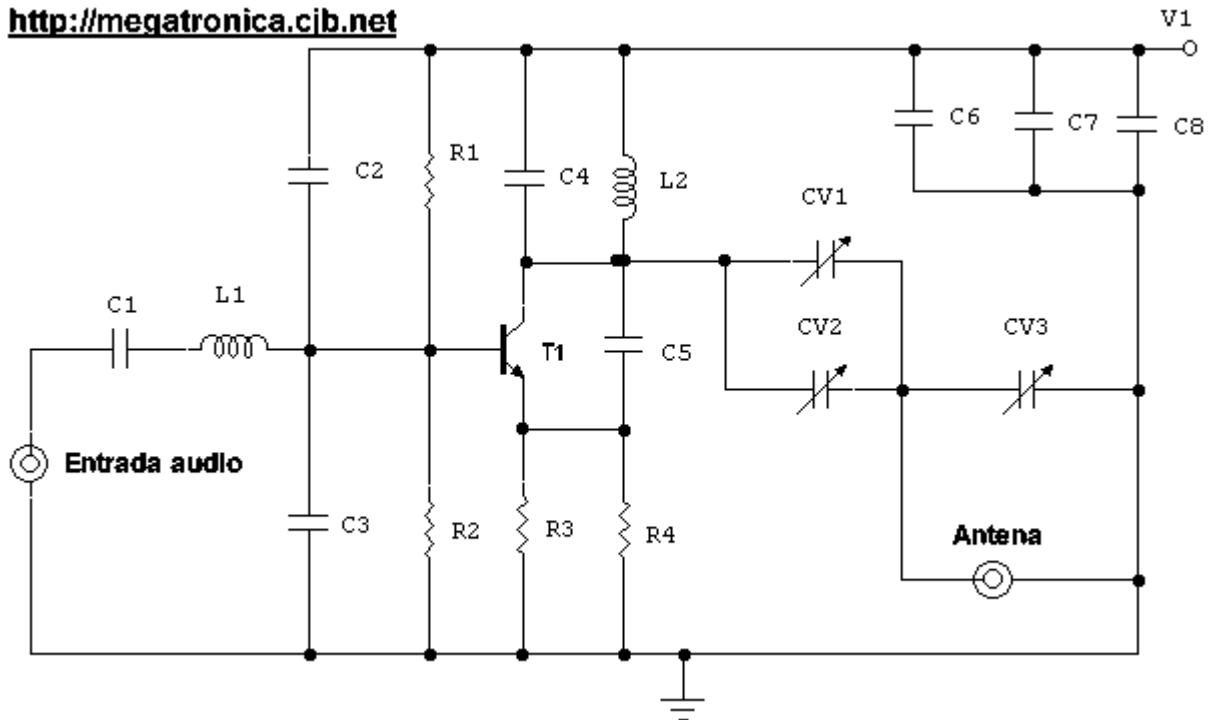 http://megatronica.cjb.net
V1
C6
C7
C8
C2
R1
C4
L2
CV1
C1
L1
T1
C5
CV2
CV3
Entrada audio
C3
R2
R3
R4
Antena